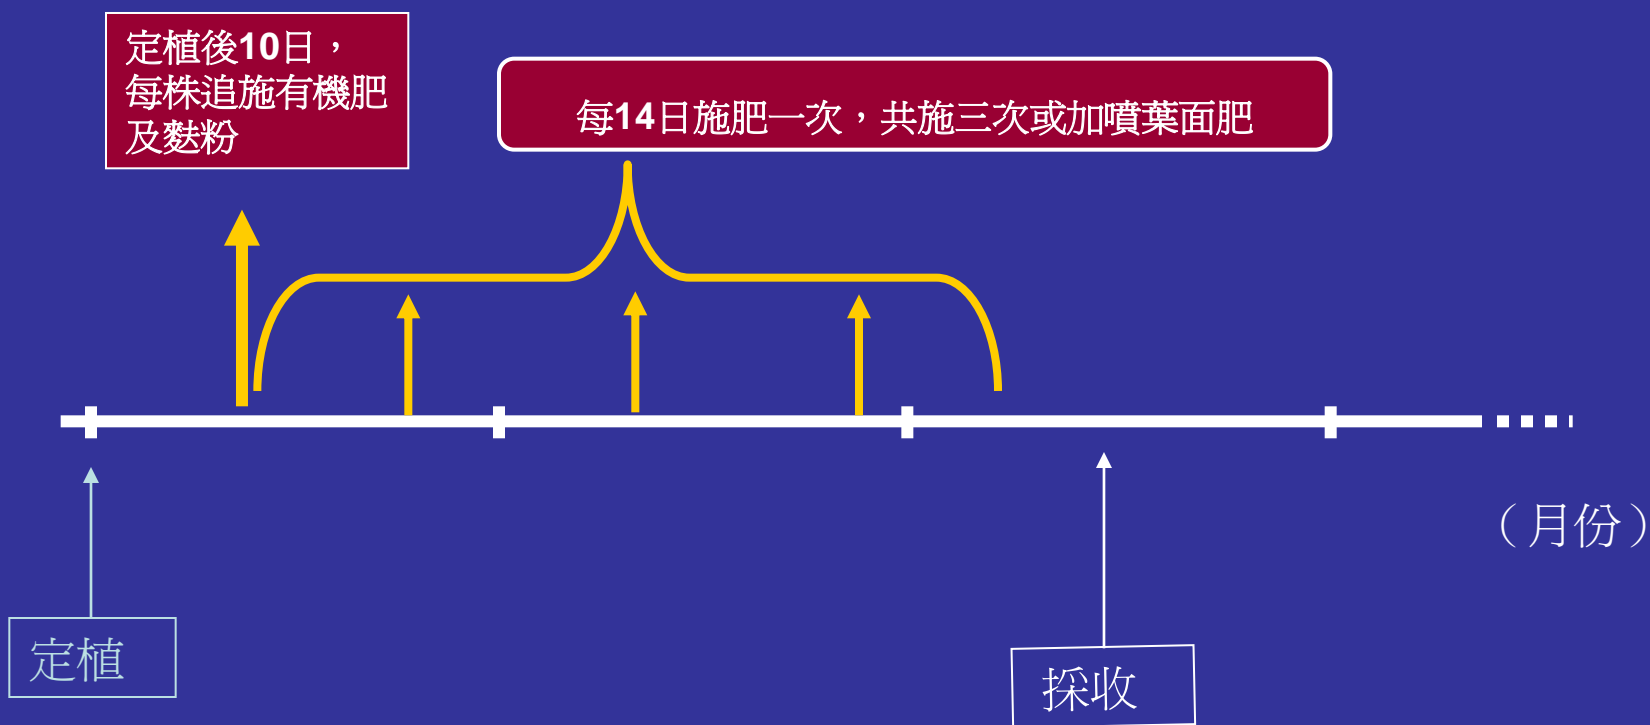 定植後10日，
每株追施有機肥
及麩粉
每14日施肥一次，共施三次或加噴葉面肥
（月份）
定植
採收